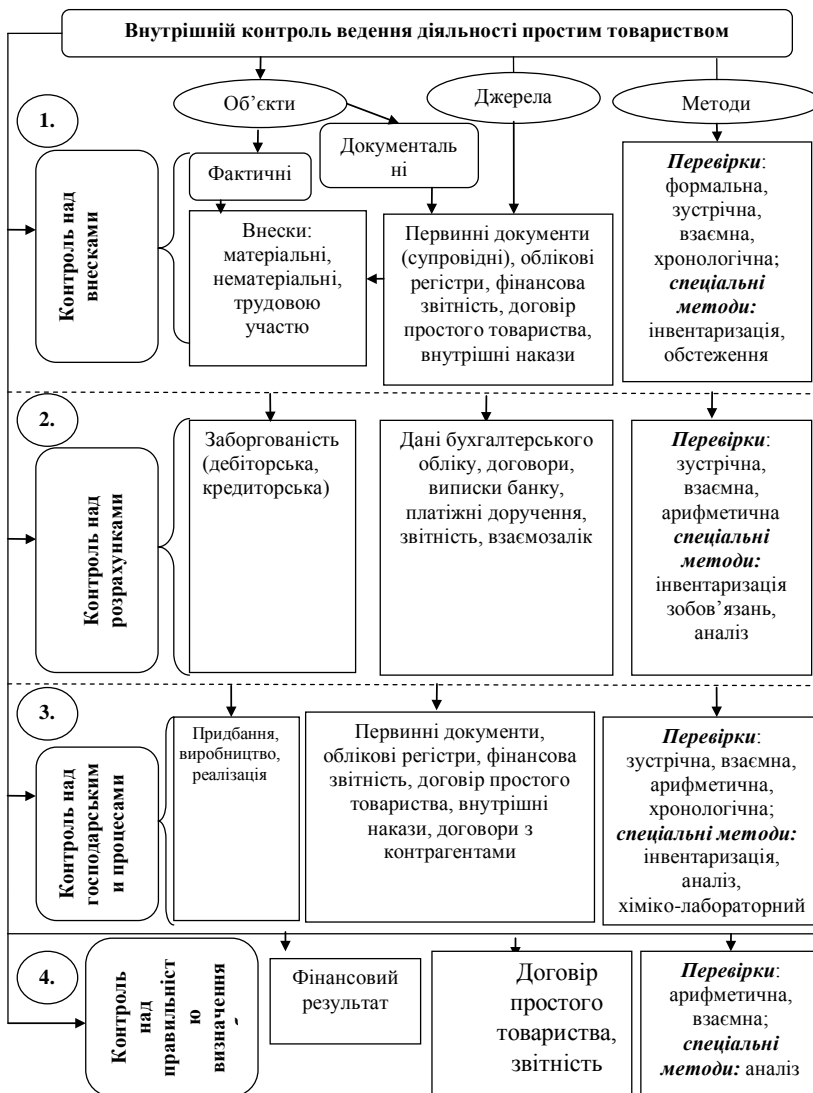 Внутрішній контроль ведення діяльності простим товариством
Об’єкти
Джерела
Методи
1.
Контроль над
внесками
Фактичні
Документаль
ні
Внески:
матеріальні,
нематеріальні,
трудовою
участю
Первинні документи
(супровідні), облікові
регістри, фінансова
звітність, договір
простого товариства,
внутрішні накази
Перевірки:
формальна,
зустрічна,
взаємна,
хронологічна;
спеціальні
методи:
інвентаризація,
обстеження
2.
Контроль над
розрахунками
Заборгованість
(дебіторська,
кредиторська)
Дані бухгалтерського
обліку, договори,
виписки банку,
платіжні доручення,
звітність, взаємозалік
Перевірки:
зустрічна,
взаємна,
арифметична
спеціальні
методи:
інвентаризація
зобов’язань,
аналіз
3.
Контроль над
господарським
и процесами
Придбання,
виробництво,
реалізація
Первинні документи,
облікові регістри, фінансова
звітність, договір простого
товариства, внутрішні
накази, договори з
контрагентами
Перевірки:
зустрічна, взаємна,
арифметична,
хронологічна;
спеціальні методи:
інвентаризація,
аналіз,
хіміко-лабораторний
4.
Контроль
над
правильніст
ю
визначення
Фінансовий
результат
Договір
простого
товариства,
звітність
Перевірки:
арифметична,
взаємна;
спеціальні
методи: аналіз